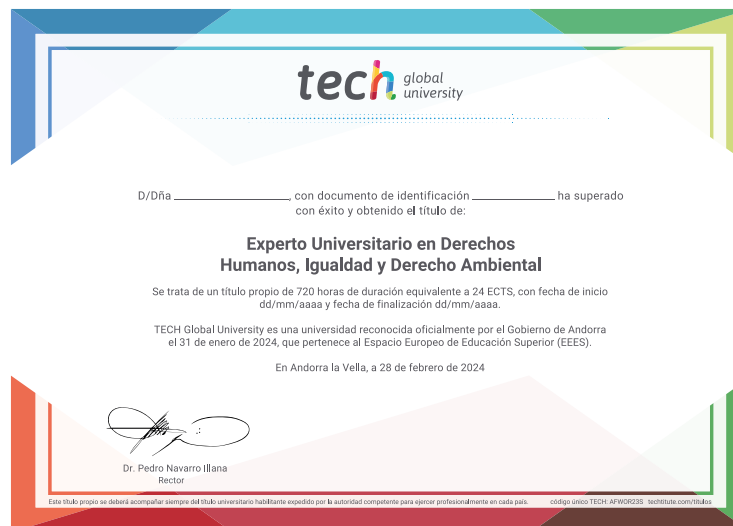 tech global
university
D/Dña ____________________, con documento de identificación ______________ ha superado
con éxito y obtenido el título de:
Experto Universitario en Derechos
Humanos, Igualdad y Derecho Ambiental
Se trata de un título propio de 720 horas de duración equivalente a 24 ECTS, con fecha de inicio
dd/mm/aaaa y fecha de finalización dd/mm/aaaa.
TECH Global University es una universidad reconocida oficialmente por el Gobierno de Andorra
el 31 de enero de 2024, que pertenece al Espacio Europeo de Educación Superior (EEES).
En Andorra la Vella, a 28 de febrero de 2024
Dr. Pedro Navarro Illana
Rector
Este título propio se deberá acompañar siempre del título universitario habilitante expedido por la autoridad competente para ejercer profesionalmente en cada país. código único TECH: AFWOR23S techtitute.com/titulos